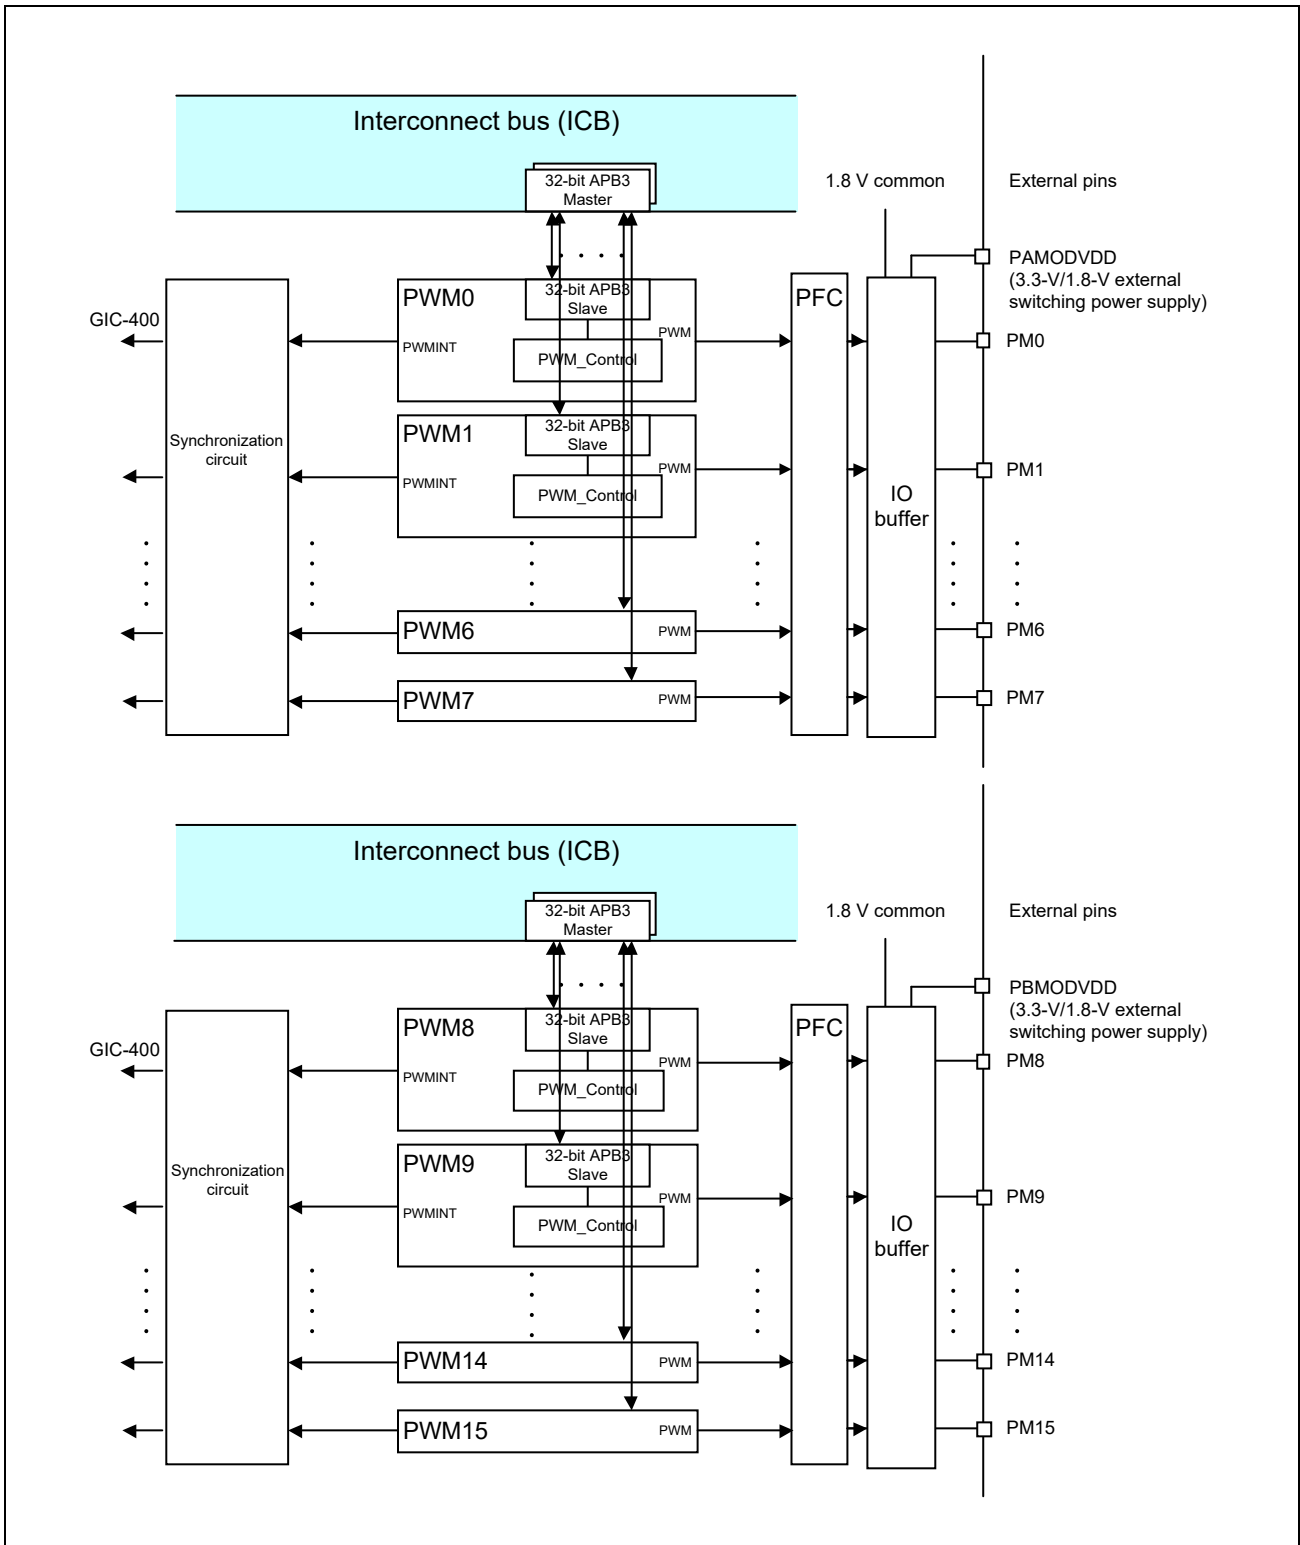 Interconnect bus (ICB)
32-bit APB3
Master
1.8 V common
External pins
PAMODVDD
(3.3-V/1.8-V external
switching power supply)
GIC-400
Synchronization
circuit
PWM0
32-bit APB3
Slave
PWMINT
PWM_Control
PWM
PFC
IO
buffer
PM0
PWM1
32-bit APB3
Slave
PWMINT
PWM_Control
PWM
PM1
PWM6
PWM
PM6
PWM7
PWM
PM7
Interconnect bus (ICB)
32-bit APB3
Master
1.8 V common
External pins
PBMODVDD
(3.3-V/1.8-V external
switching power supply)
GIC-400
Synchronization
circuit
PWM8
32-bit APB3
Slave
PWMINT
PWM_Control
PWM
PFC
IO
buffer
PM8
PWM9
32-bit APB3
Slave
PWMINT
PWM_Control
PWM
PM9
PWM14
PWM
PM14
PWM15
PWM
PM15